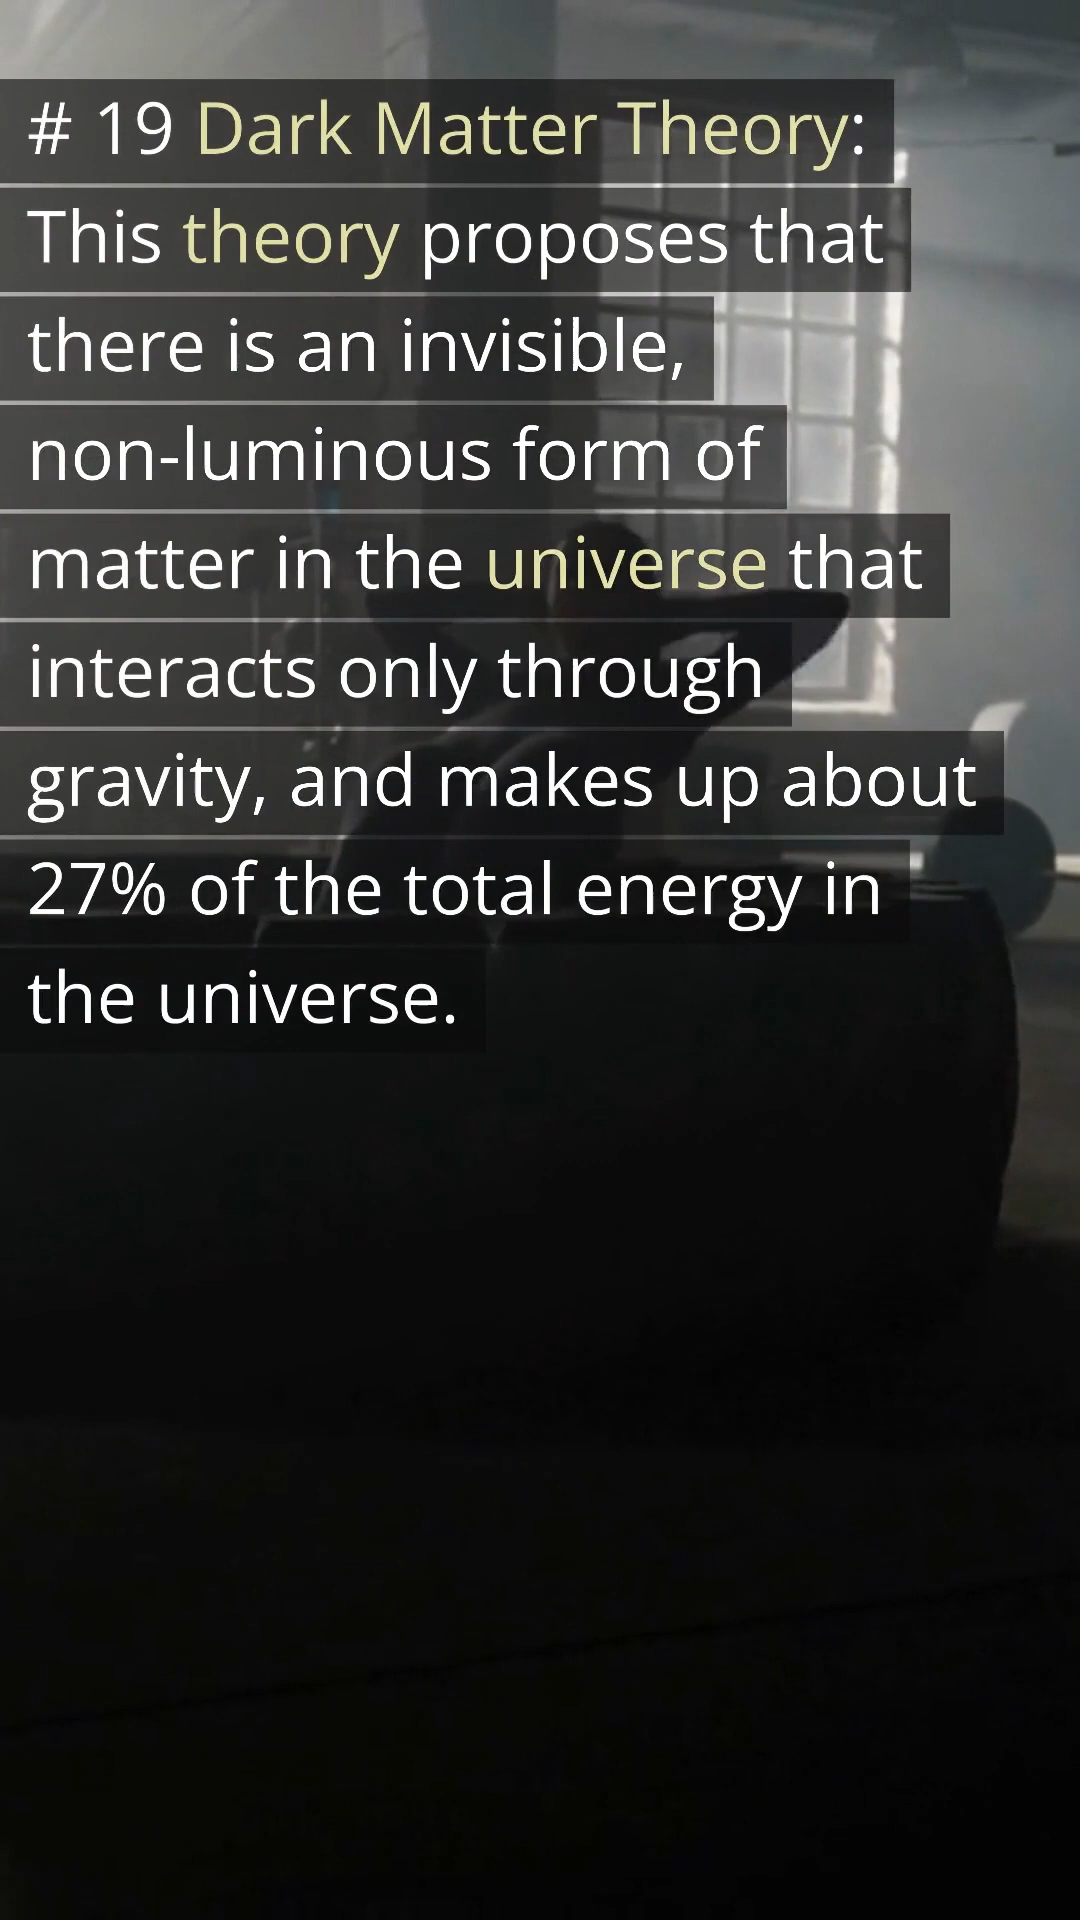 # 19 Dark Matter Theory:
This theory proposes that
there is an invisible,
non-luminous form of
matter in the universe that
interacts only through
gravity, and makes up about
27% of the total energy in
the universe.